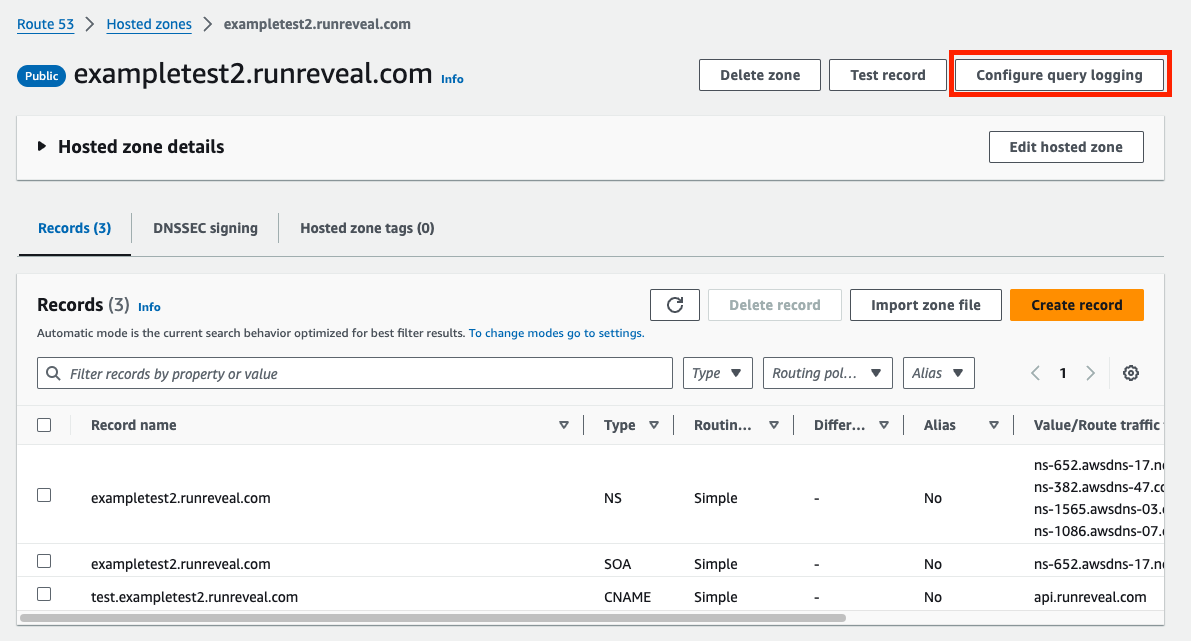 Route 53 > Hosted zones > exampletest2.runreveal.com
Public exampletest2.runreveal.com Info
Delete zone Test record Configure query logging
Hosted zone details Edit hosted zone
Records (3) DNSSEC signing Hosted zone tags (0)
Records (3) Info
Delete record Import zone file Create record
Automatic mode is the current search behavior optimized for best filter results. To change modes go to settings.
Filter records by property or value Type Routing pol... Alias 1
Record name Type Routin... Differ... Alias Value/Route traffic
exampletest2.runreveal.com NS Simple - No
ns-652.awsdns-17.
ns-382.awsdns-47.
ns-1565.awsdns-03.
ns-1086.awsdns-07.
exampletest2.runreveal.com SOA Simple - No ns-652.awsdns-17.
test.exampletest2.runreveal.com CNAME Simple - No api.runreveal.com